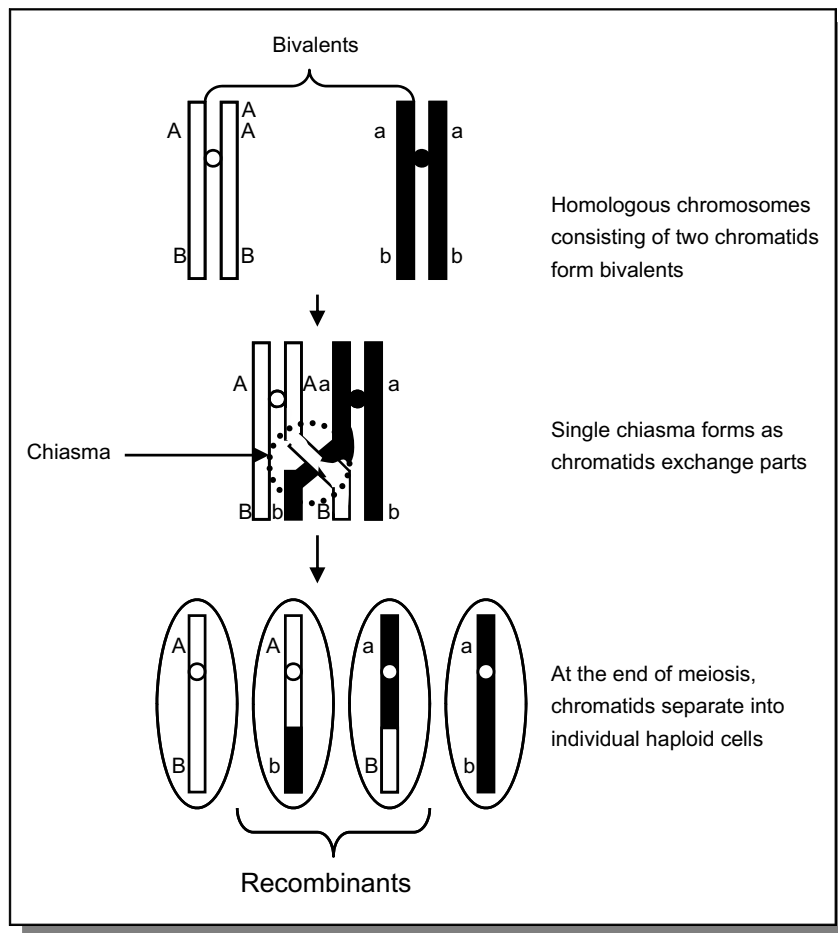 Bivalents
A
A A a a
B B b b
Homologous chromosomes
consisting of two chromatids
form bivalents
A A a a
Chiasma
B b B b
Single chiasma forms as
chromatids exchange parts
A A a a
B b B b
At the end of meiosis,
chromatids separate into
individual haploid cells
Recombinants